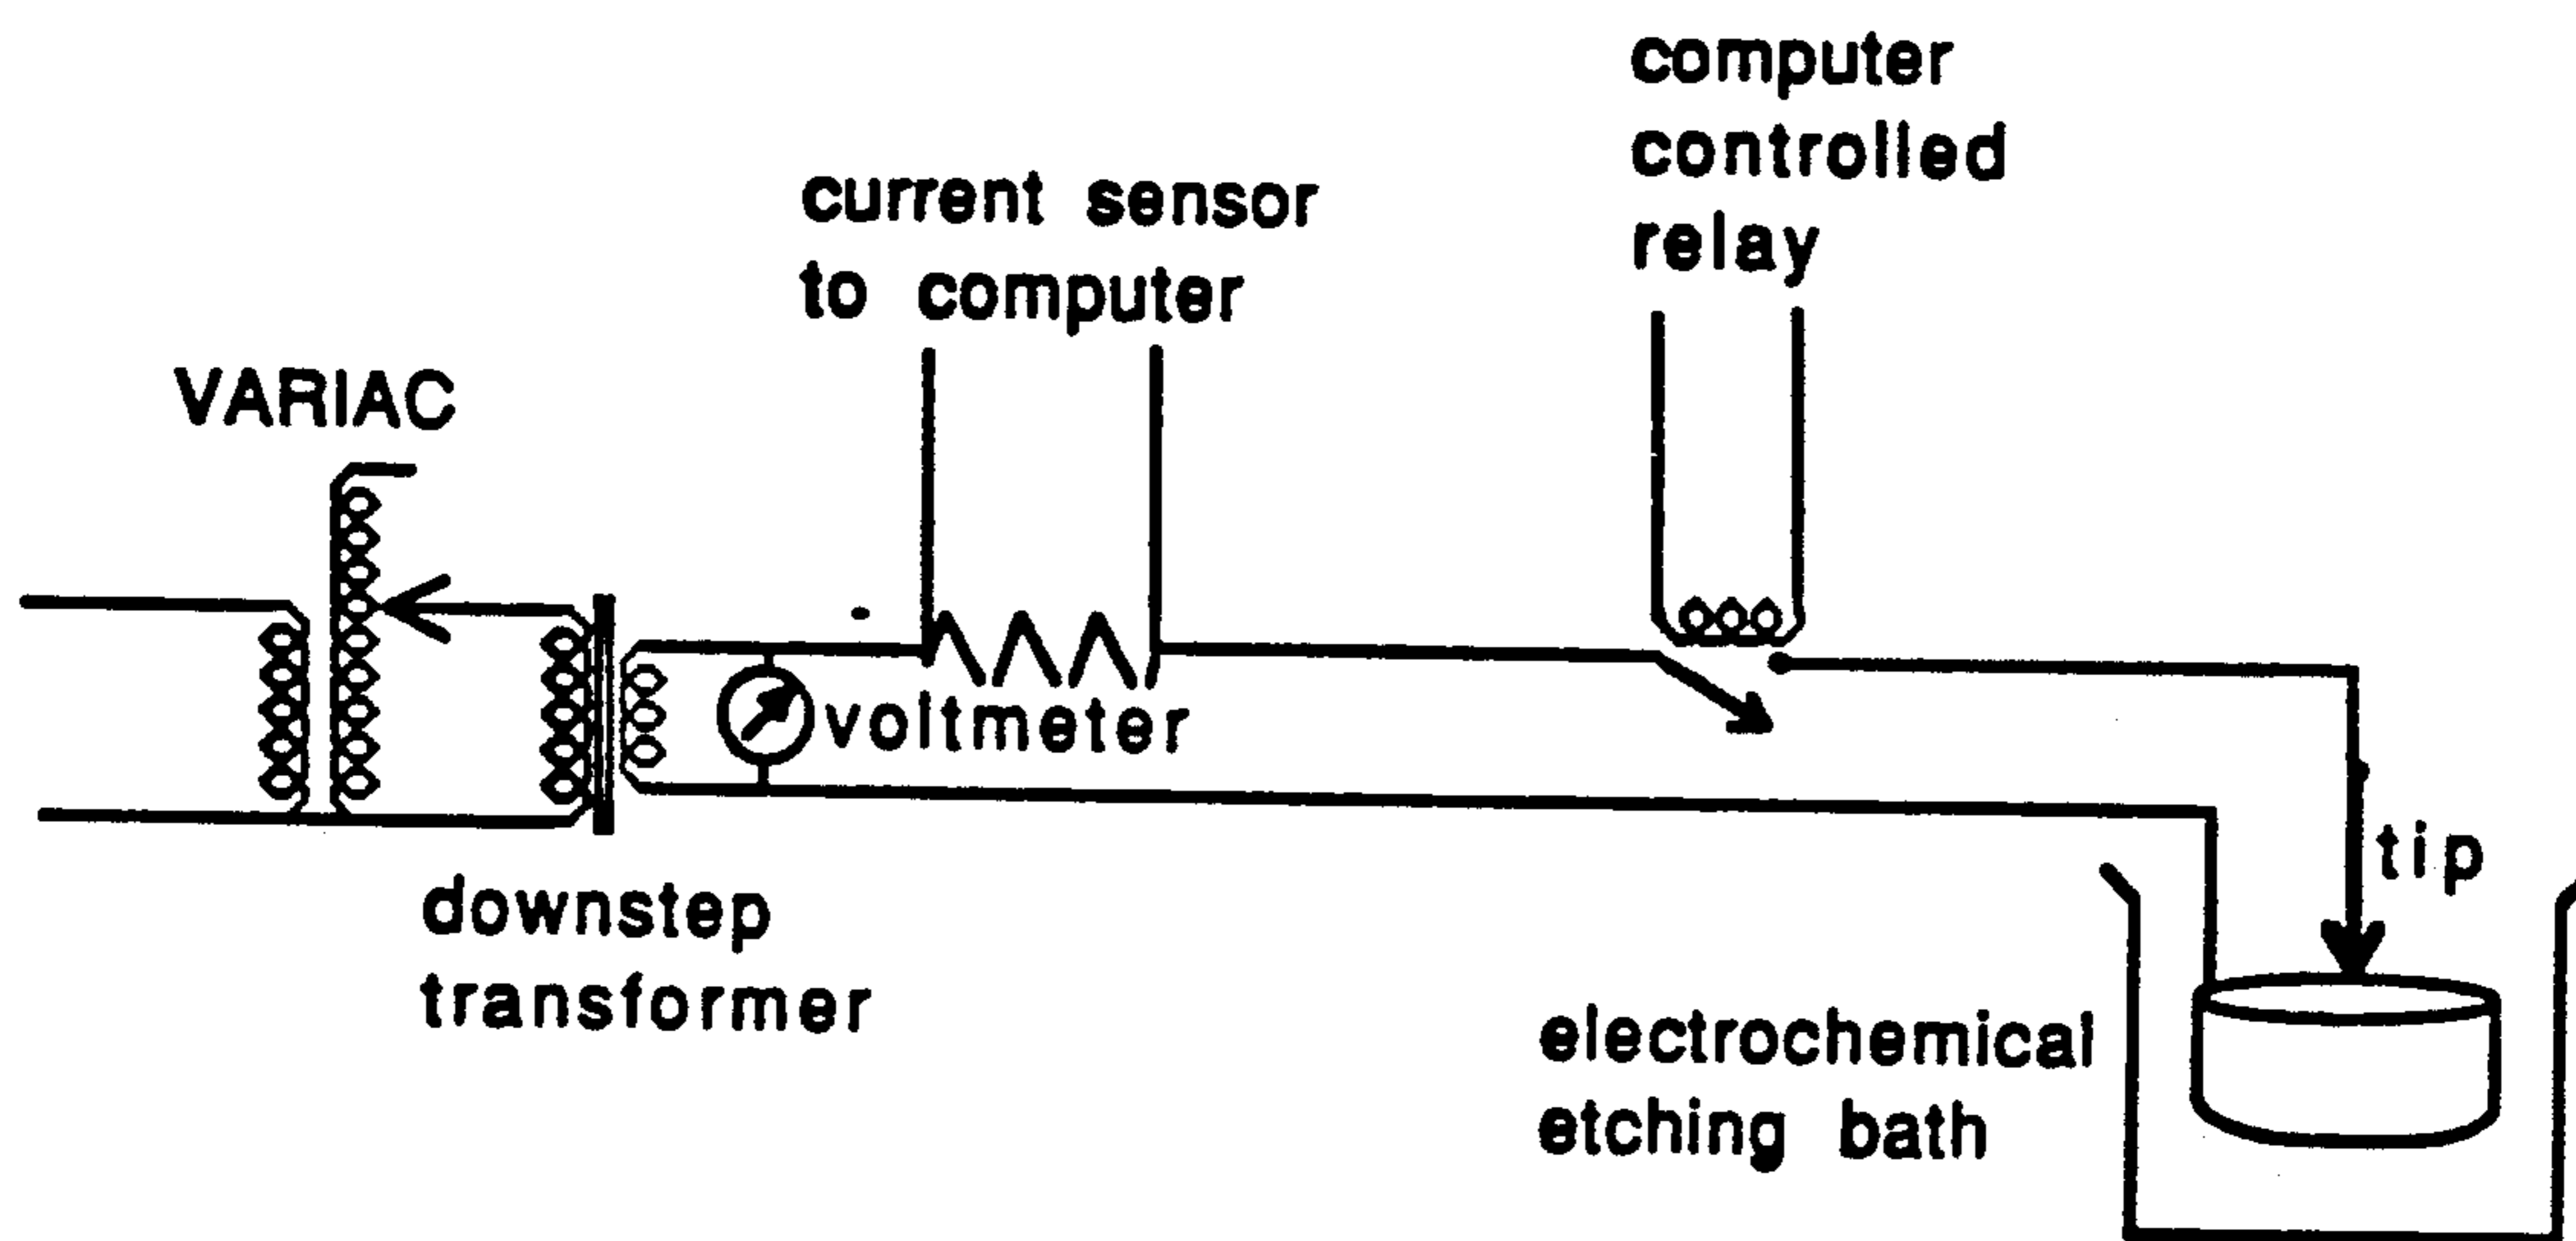 computer
controlled
relay
current sensor
to computer
VARIAC
voltmeter
tip
downstep
transformer
electrochemical
etching bath